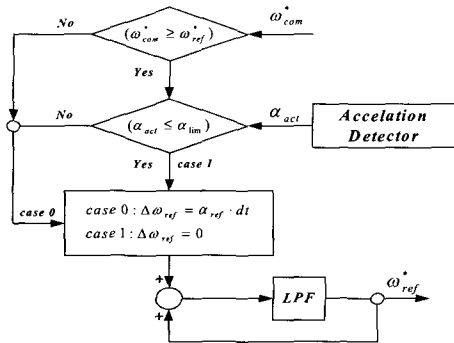 No
(ω*com ≥ ω*ref)
ω*com
Yes
No
(αact ≤ αlim)
αact
Accelation
Detector
Yes
case 1
case 0
case 0 : Δωref = αref · dt
case 1 : Δωref = 0
+
+
LPF
ω*ref